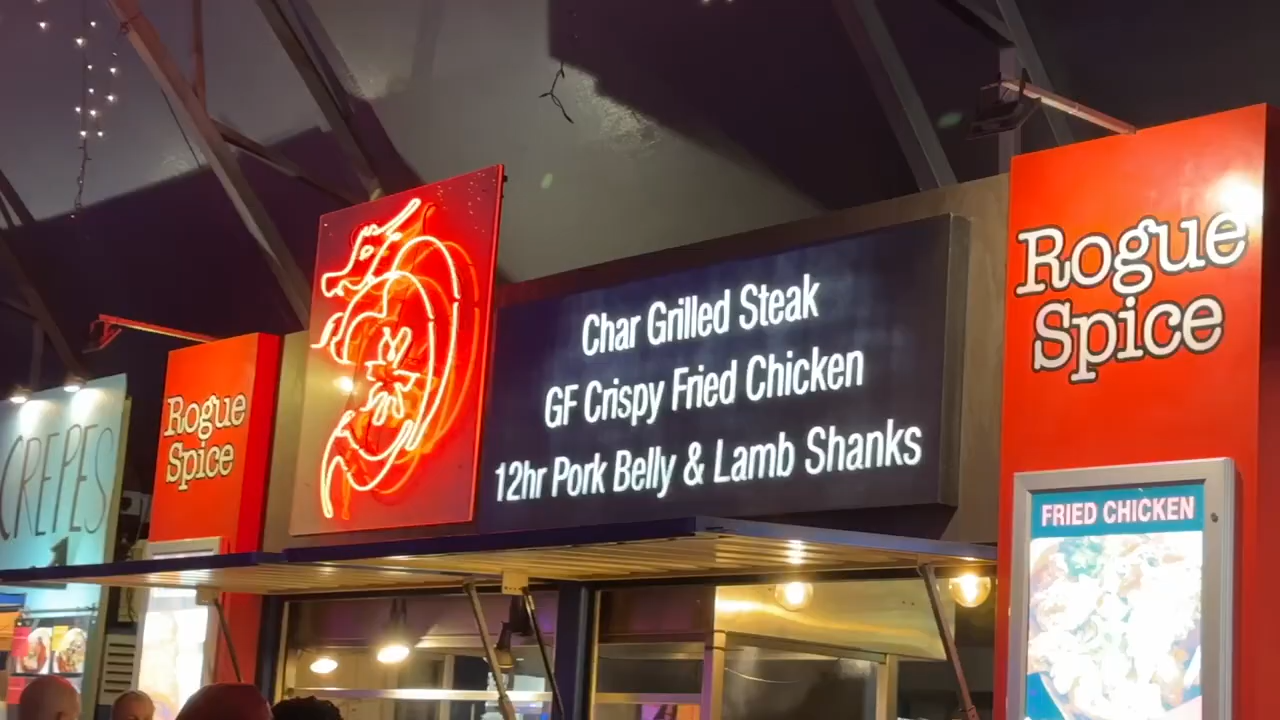 CREPES
Rogue
Spice
Char Grilled Steak
GF Crispy Fried Chicken
12hr Pork Belly & Lamb Shanks
Rogue
Spice
FRIED CHICKEN